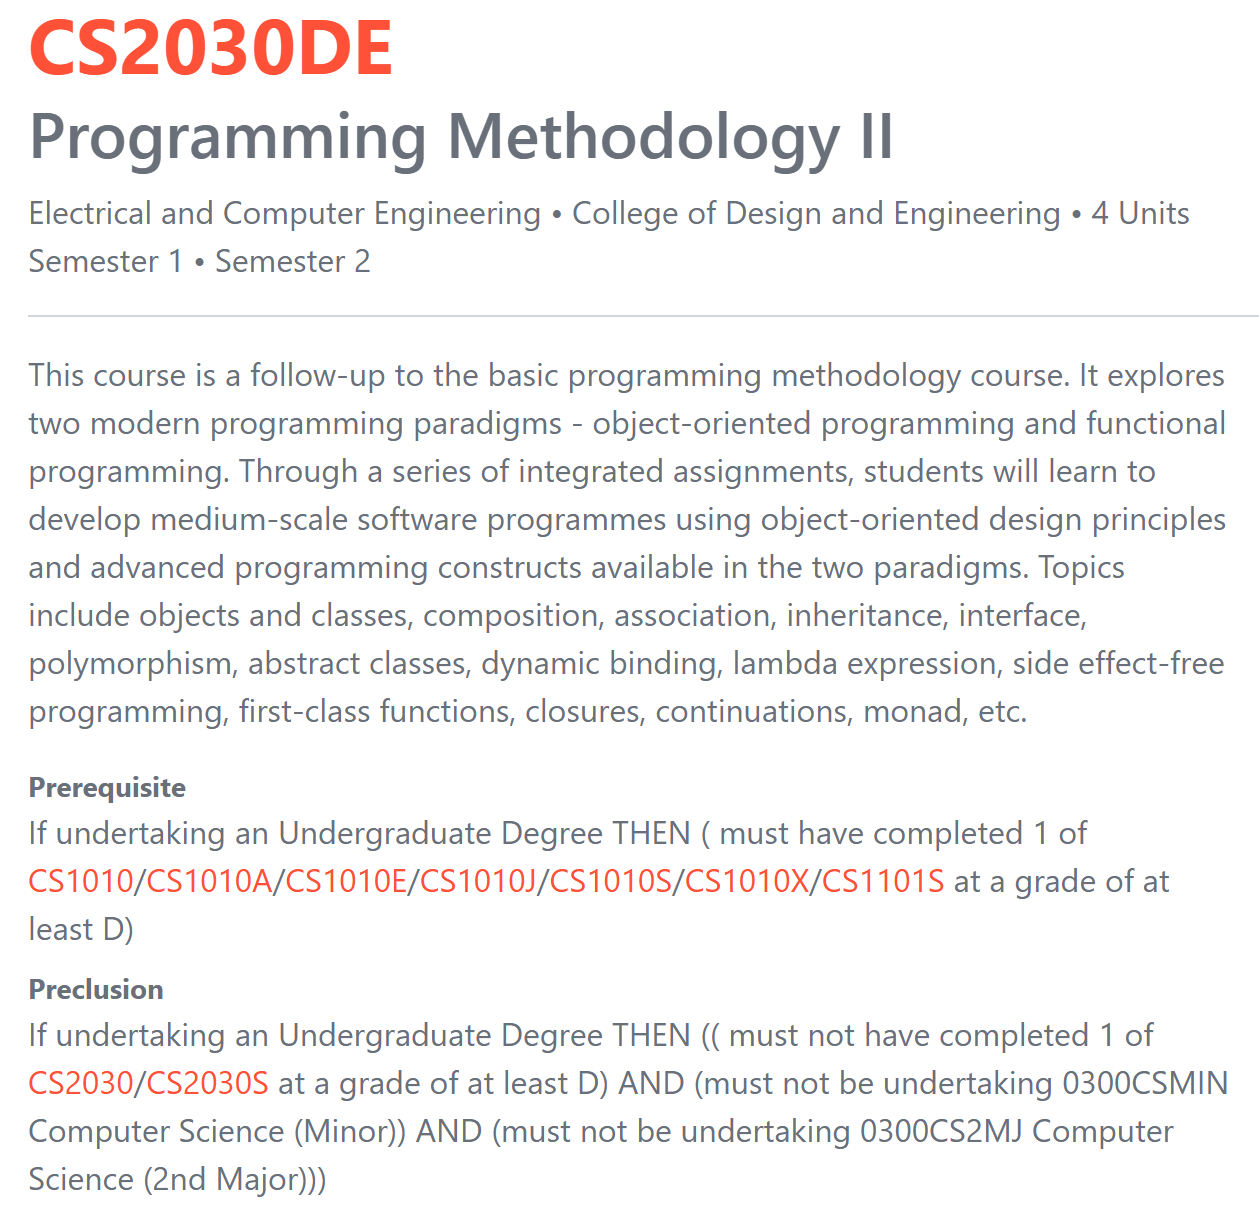 CS2030DE
Programming Methodology II
Electrical and Computer Engineering • College of Design and Engineering • 4 Units
Semester 1 • Semester 2
This course is a follow-up to the basic programming methodology course. It explores
two modern programming paradigms - object-oriented programming and functional
programming. Through a series of integrated assignments, students will learn to
develop medium-scale software programmes using object-oriented design principles
and advanced programming constructs available in the two paradigms. Topics
include objects and classes, composition, association, inheritance, interface,
polymorphism, abstract classes, dynamic binding, lambda expression, side effect-free
programming, first-class functions, closures, continuations, monad, etc.
Prerequisite
If undertaking an Undergraduate Degree THEN ( must have completed 1 of
CS1010/CS1010A/CS1010E/CS1010J/CS1010S/CS1010X/CS1101S at a grade of at
least D)
Preclusion
If undertaking an Undergraduate Degree THEN (( must not have completed 1 of
CS2030/CS2030S at a grade of at least D) AND (must not be undertaking 0300CSMIN
Computer Science (Minor)) AND (must not be undertaking 0300CS2MJ Computer
Science (2nd Major)))